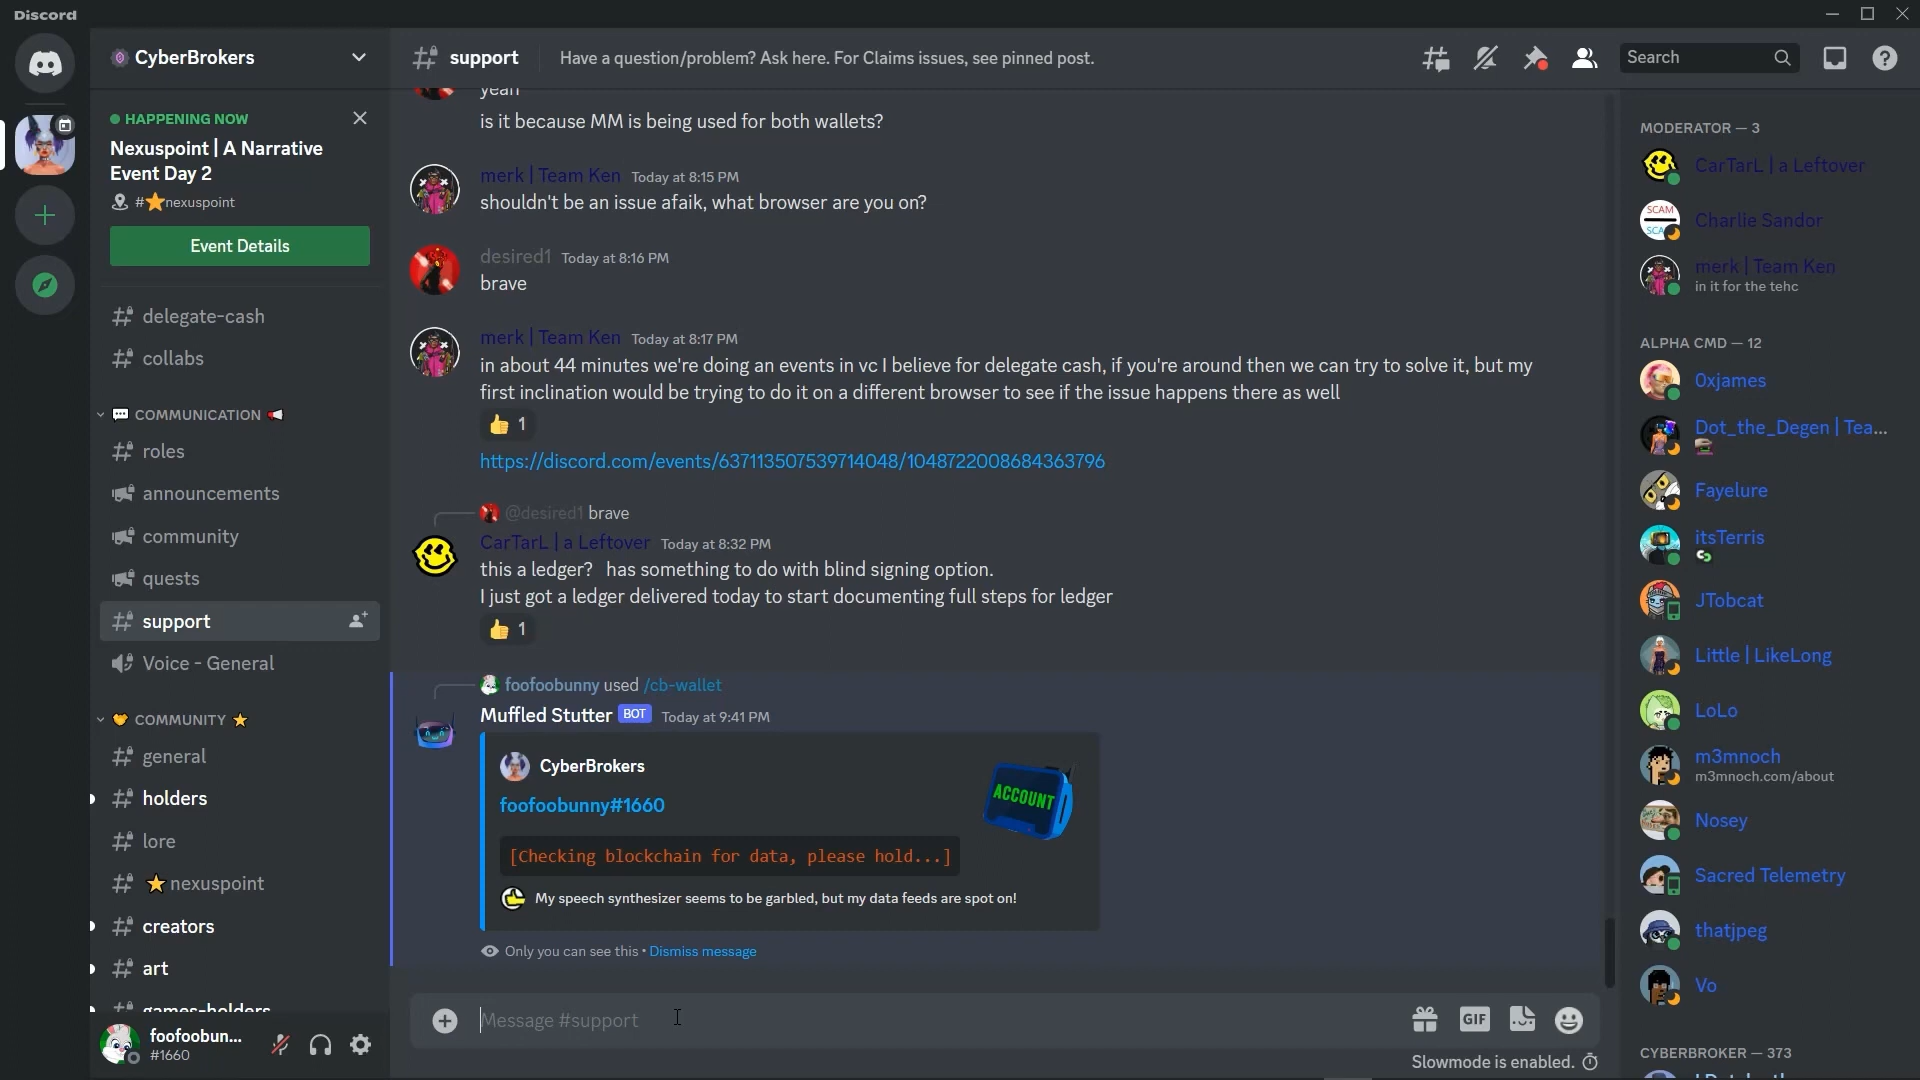 Discord
CyberBrokers
HAPPENING NOW
Nexuspoint | A Narrative
Event Day 2
#⭐nexuspoint
Event Details
delegate-cash
collabs
COMMUNICATION
roles
announcements
community
quests
support
Voice - General
COMMUNITY
general
holders
lore
⭐nexuspoint
creators
art
games-holders
foofoobun...
#1660
support
Have a question/problem? Ask here. For Claims issues, see pinned post.
Search
yeah
is it because MM is being used for both wallets?
merk | Team Ken Today at 8:15 PM
shouldn't be an issue afaik, what browser are you on?
desired1 Today at 8:16 PM
brave
merk | Team Ken Today at 8:17 PM
in about 44 minutes we're doing an events in vc I believe for delegate cash, if you're around then we can try to solve it, but my
first inclination would be trying to do it on a different browser to see if the issue happens there as well
👍 1
https://discord.com/events/637113507539714048/1048722008684363796
@desired1 brave
CarTarL | a Leftover Today at 8:32 PM
this a ledger? has something to do with blind signing option.
I just got a ledger delivered today to start documenting full steps for ledger
👍 1
foofoobunny used /cb-wallet
Muffled Stutter BOT Today at 9:41 PM
CyberBrokers
foofoobunny#1660
ACCOUNT
[Checking blockchain for data, please hold...]
My speech synthesizer seems to be garbled, but my data feeds are spot on!
Only you can see this • Dismiss message
Message #support
GIF
Slowmode is enabled.
MODERATOR — 3
CarTarL | a Leftover
SCAM
Charlie Sandor
merk | Team Ken
in it for the tehc
ALPHA CMD — 12
0xjames
Dot_the_Degen | Tea...
Fayelure
itsTerris
JTobcat
Little | LikeLong
LoLo
m3mnoch
m3mnoch.com/about
Nosey
Sacred Telemetry
thatjpeg
Vo
CYBERBROKER — 373